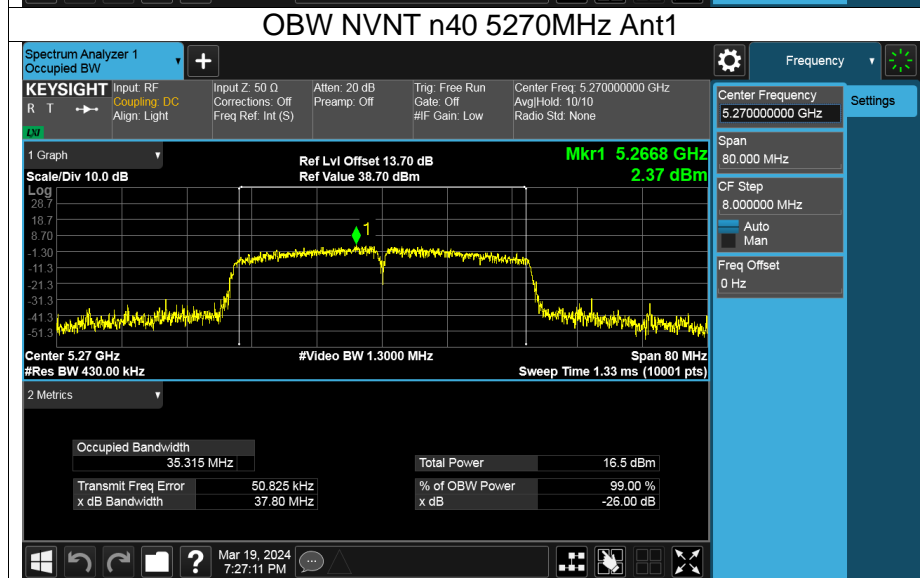 OBW NVNT n40 5270MHz Ant1
Spectrum Analyzer 1
Occupied BW
+
Frequency
KEYSIGHT
R T
LXI
Input: RF
Coupling: DC
Align: Light
Input Z: 50 Ω
Corrections: Off
Freq Ref: Int (S)
Atten: 20 dB
Preamp: Off
Trig: Free Run
Gate: Off
#IF Gain: Low
Center Freq: 5.270000000 GHz
Avg|Hold: 10/10
Radio Std: None
Center Frequency
5.270000000 GHz
Settings
Span
80.000 MHz
CF Step
8.000000 MHz
Auto
Man
Freq Offset
0 Hz
1 Graph
Scale/Div 10.0 dB
Ref Lvl Offset 13.70 dB
Ref Value 38.70 dBm
Mkr1 5.2668 GHz
2.37 dBm
Log
28.7
18.7
8.70
-1.30
-11.3
-21.3
-31.3
-41.3
-51.3
1
Center 5.27 GHz
#Res BW 430.00 kHz
#Video BW 1.3000 MHz
Span 80 MHz
Sweep Time 1.33 ms (10001 pts)
2 Metrics
Occupied Bandwidth
35.315 MHz
Transmit Freq Error 50.825 kHz
x dB Bandwidth 37.80 MHz
Total Power 16.5 dBm
% of OBW Power 99.00 %
x dB -26.00 dB
?
Mar 19, 2024
7:27:11 PM